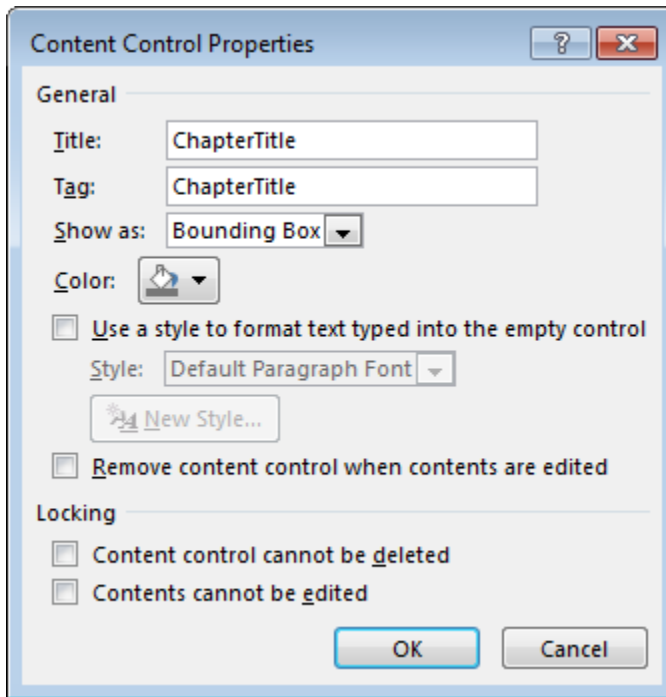 Content Control Properties
?
General
Title: ChapterTitle
Tag: ChapterTitle
Show as: Bounding Box
Color:
Use a style to format text typed into the empty control
Style: Default Paragraph Font
New Style...
Remove content control when contents are edited
Locking
Content control cannot be deleted
Contents cannot be edited
OK Cancel